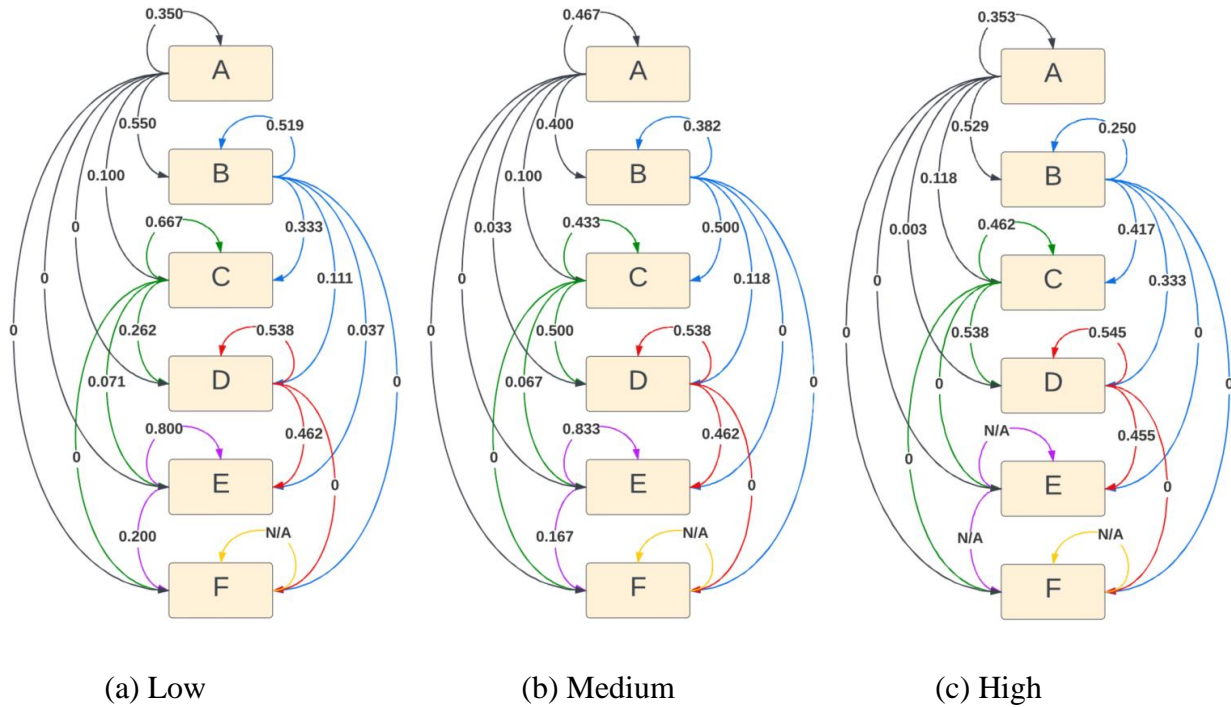 0.350
A
0.550
0.519
B
0.100
0.667
0
0.333
C
0
0.111
0
0.262
0.538
0.037
D
0.071
0
0.800
0.462
0
E
0
0.200
N/A
F
(a) Low
0.467
A
0.400
0.382
B
0.100
0.433
0.033
0.500
C
0
0.118
0
0.500
0.538
0
D
0.067
0
0.833
0.462
0
E
0
0.167
N/A
F
(b) Medium
0.353
A
0.529
0.250
B
0.118
0.462
0.003
0.417
C
0
0.333
0
0.538
0.545
0
D
0
0
N/A
0.455
0
E
0
N/A
N/A
F
(c) High